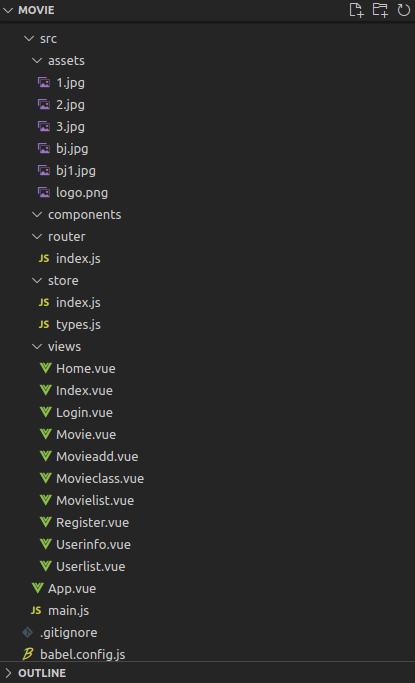 MOVIE
src
assets
1.jpg
2.jpg
3.jpg
bj.jpg
bj1.jpg
logo.png
components
router
JS index.js
store
JS index.js
JS types.js
views
Home.vue
Index.vue
Login.vue
Movie.vue
Movieadd.vue
Movieclass.vue
Movielist.vue
Register.vue
Userinfo.vue
Userlist.vue
App.vue
JS main.js
.gitignore
B babel.config.js
OUTLINE